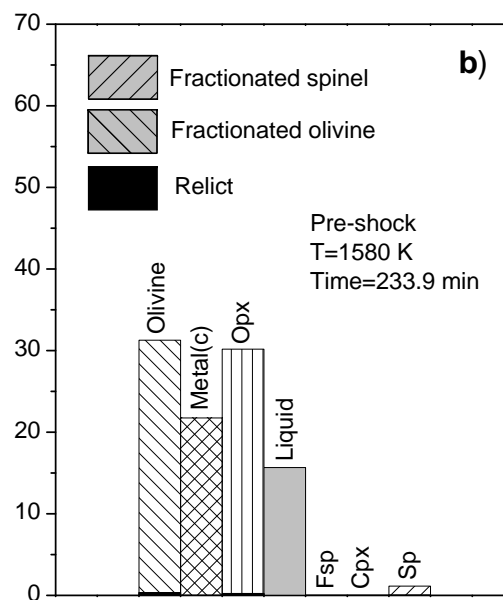 70
b)
Fractionated spinel
60
Fractionated olivine
50
Relict
Pre-shock
T=1580 K
40
Time=233.9 min
Olivine
Metal(c)
Opx
Liquid
Fsp
Cpx
Sp
30
20
10
0